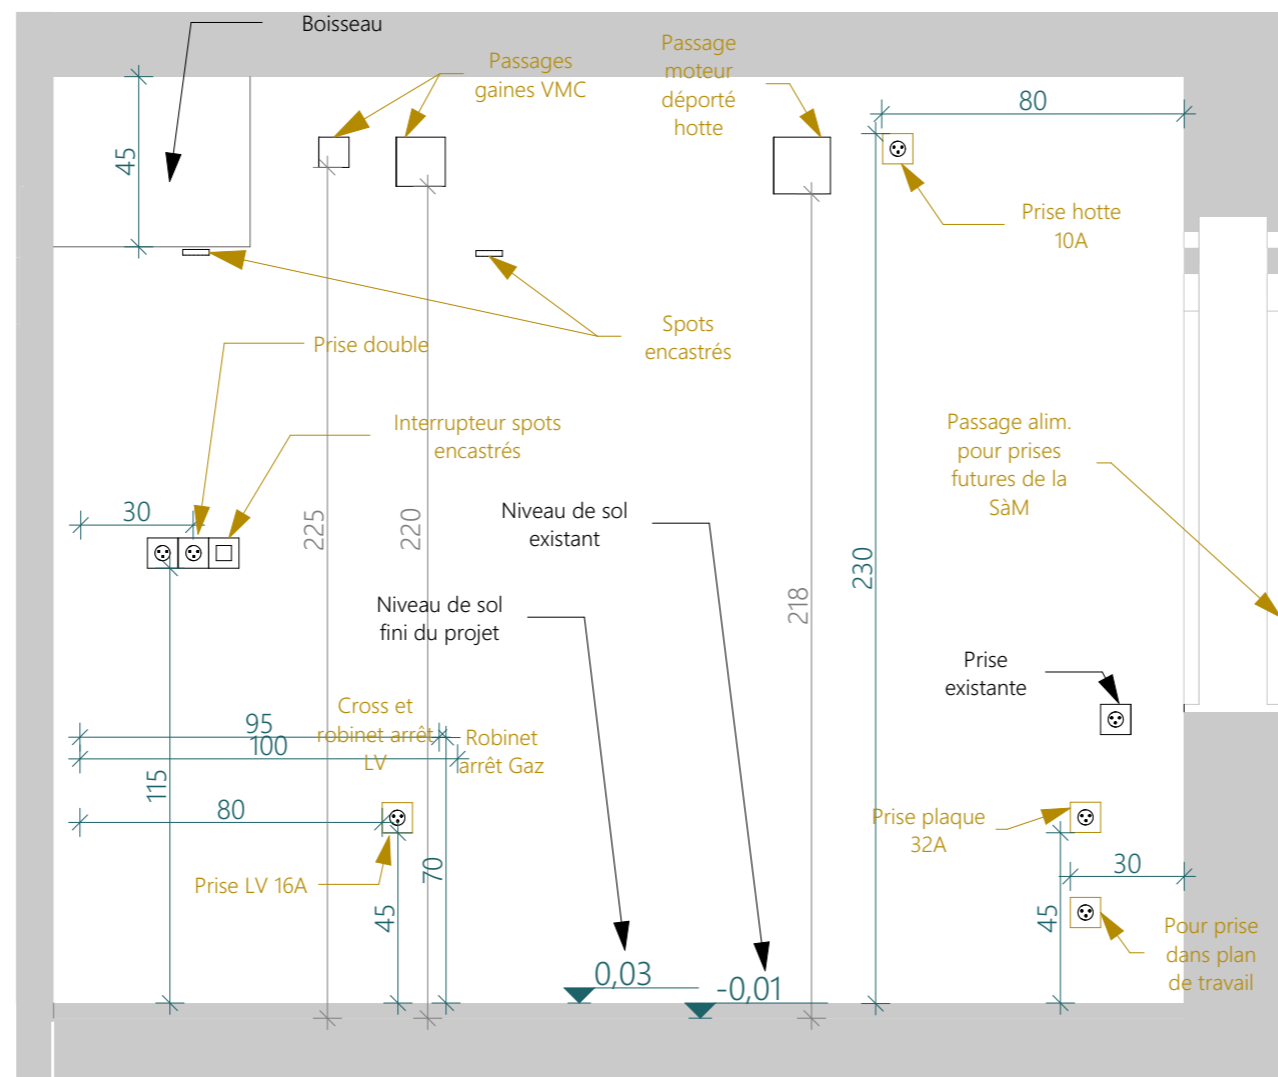 Boisseau
Passages
gaines VMC
Passage
moteur
déporté
hotte
80
45
Prise hotte
10A
Spots
encastrés
Prise double
Interrupteur spots
encastrés
Passage alim.
pour prises
futures de la
SàM
30
225
220
Niveau de sol
existant
230
218
Niveau de sol
fini du projet
Prise
existante
Cross et
robinet arrêt
LV
95
100
Robinet
arrêt Gaz
115
80
Prise plaque
32A
70
30
Prise LV 16A
45
45
Pour prise
dans plan
de travail
0,03
-0,01